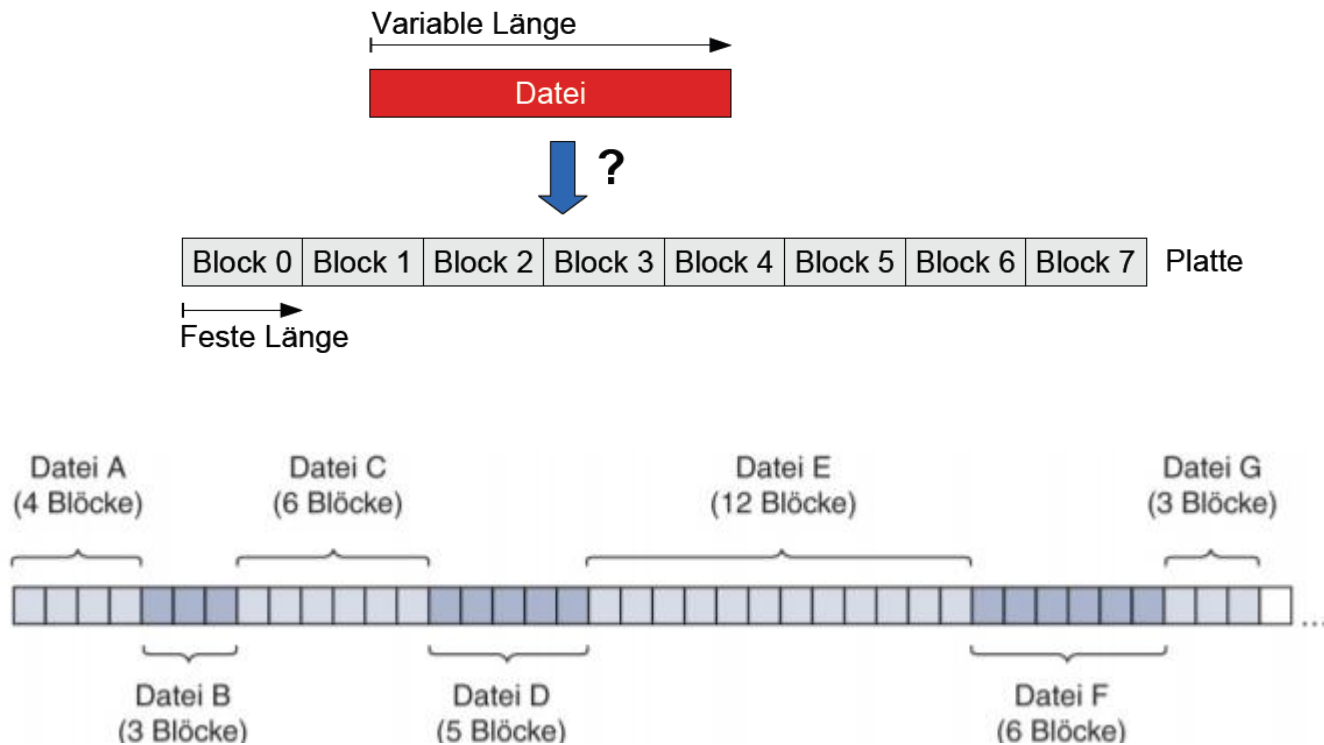 Variable Länge
Datei
?
Block 0 Block 1 Block 2 Block 3 Block 4 Block 5 Block 6 Block 7 Platte
Feste Länge
Datei A Datei C Datei E Datei G
(4 Blöcke) (6 Blöcke) (12 Blöcke) (3 Blöcke)
...
Datei B Datei D Datei F
(3 Blöcke) (5 Blöcke) (6 Blöcke)